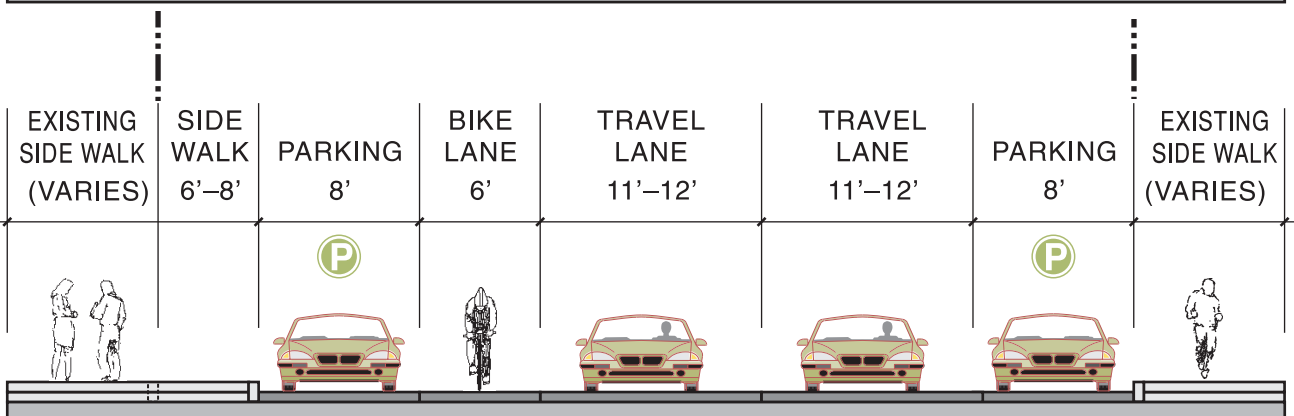 EXISTING
SIDE WALK
(VARIES)
SIDE
WALK
6’–8’
PARKING
8’
BIKE
LANE
6’
TRAVEL
LANE
11’–12’
TRAVEL
LANE
11’–12’
PARKING
8’
EXISTING
SIDE WALK
(VARIES)
P
P